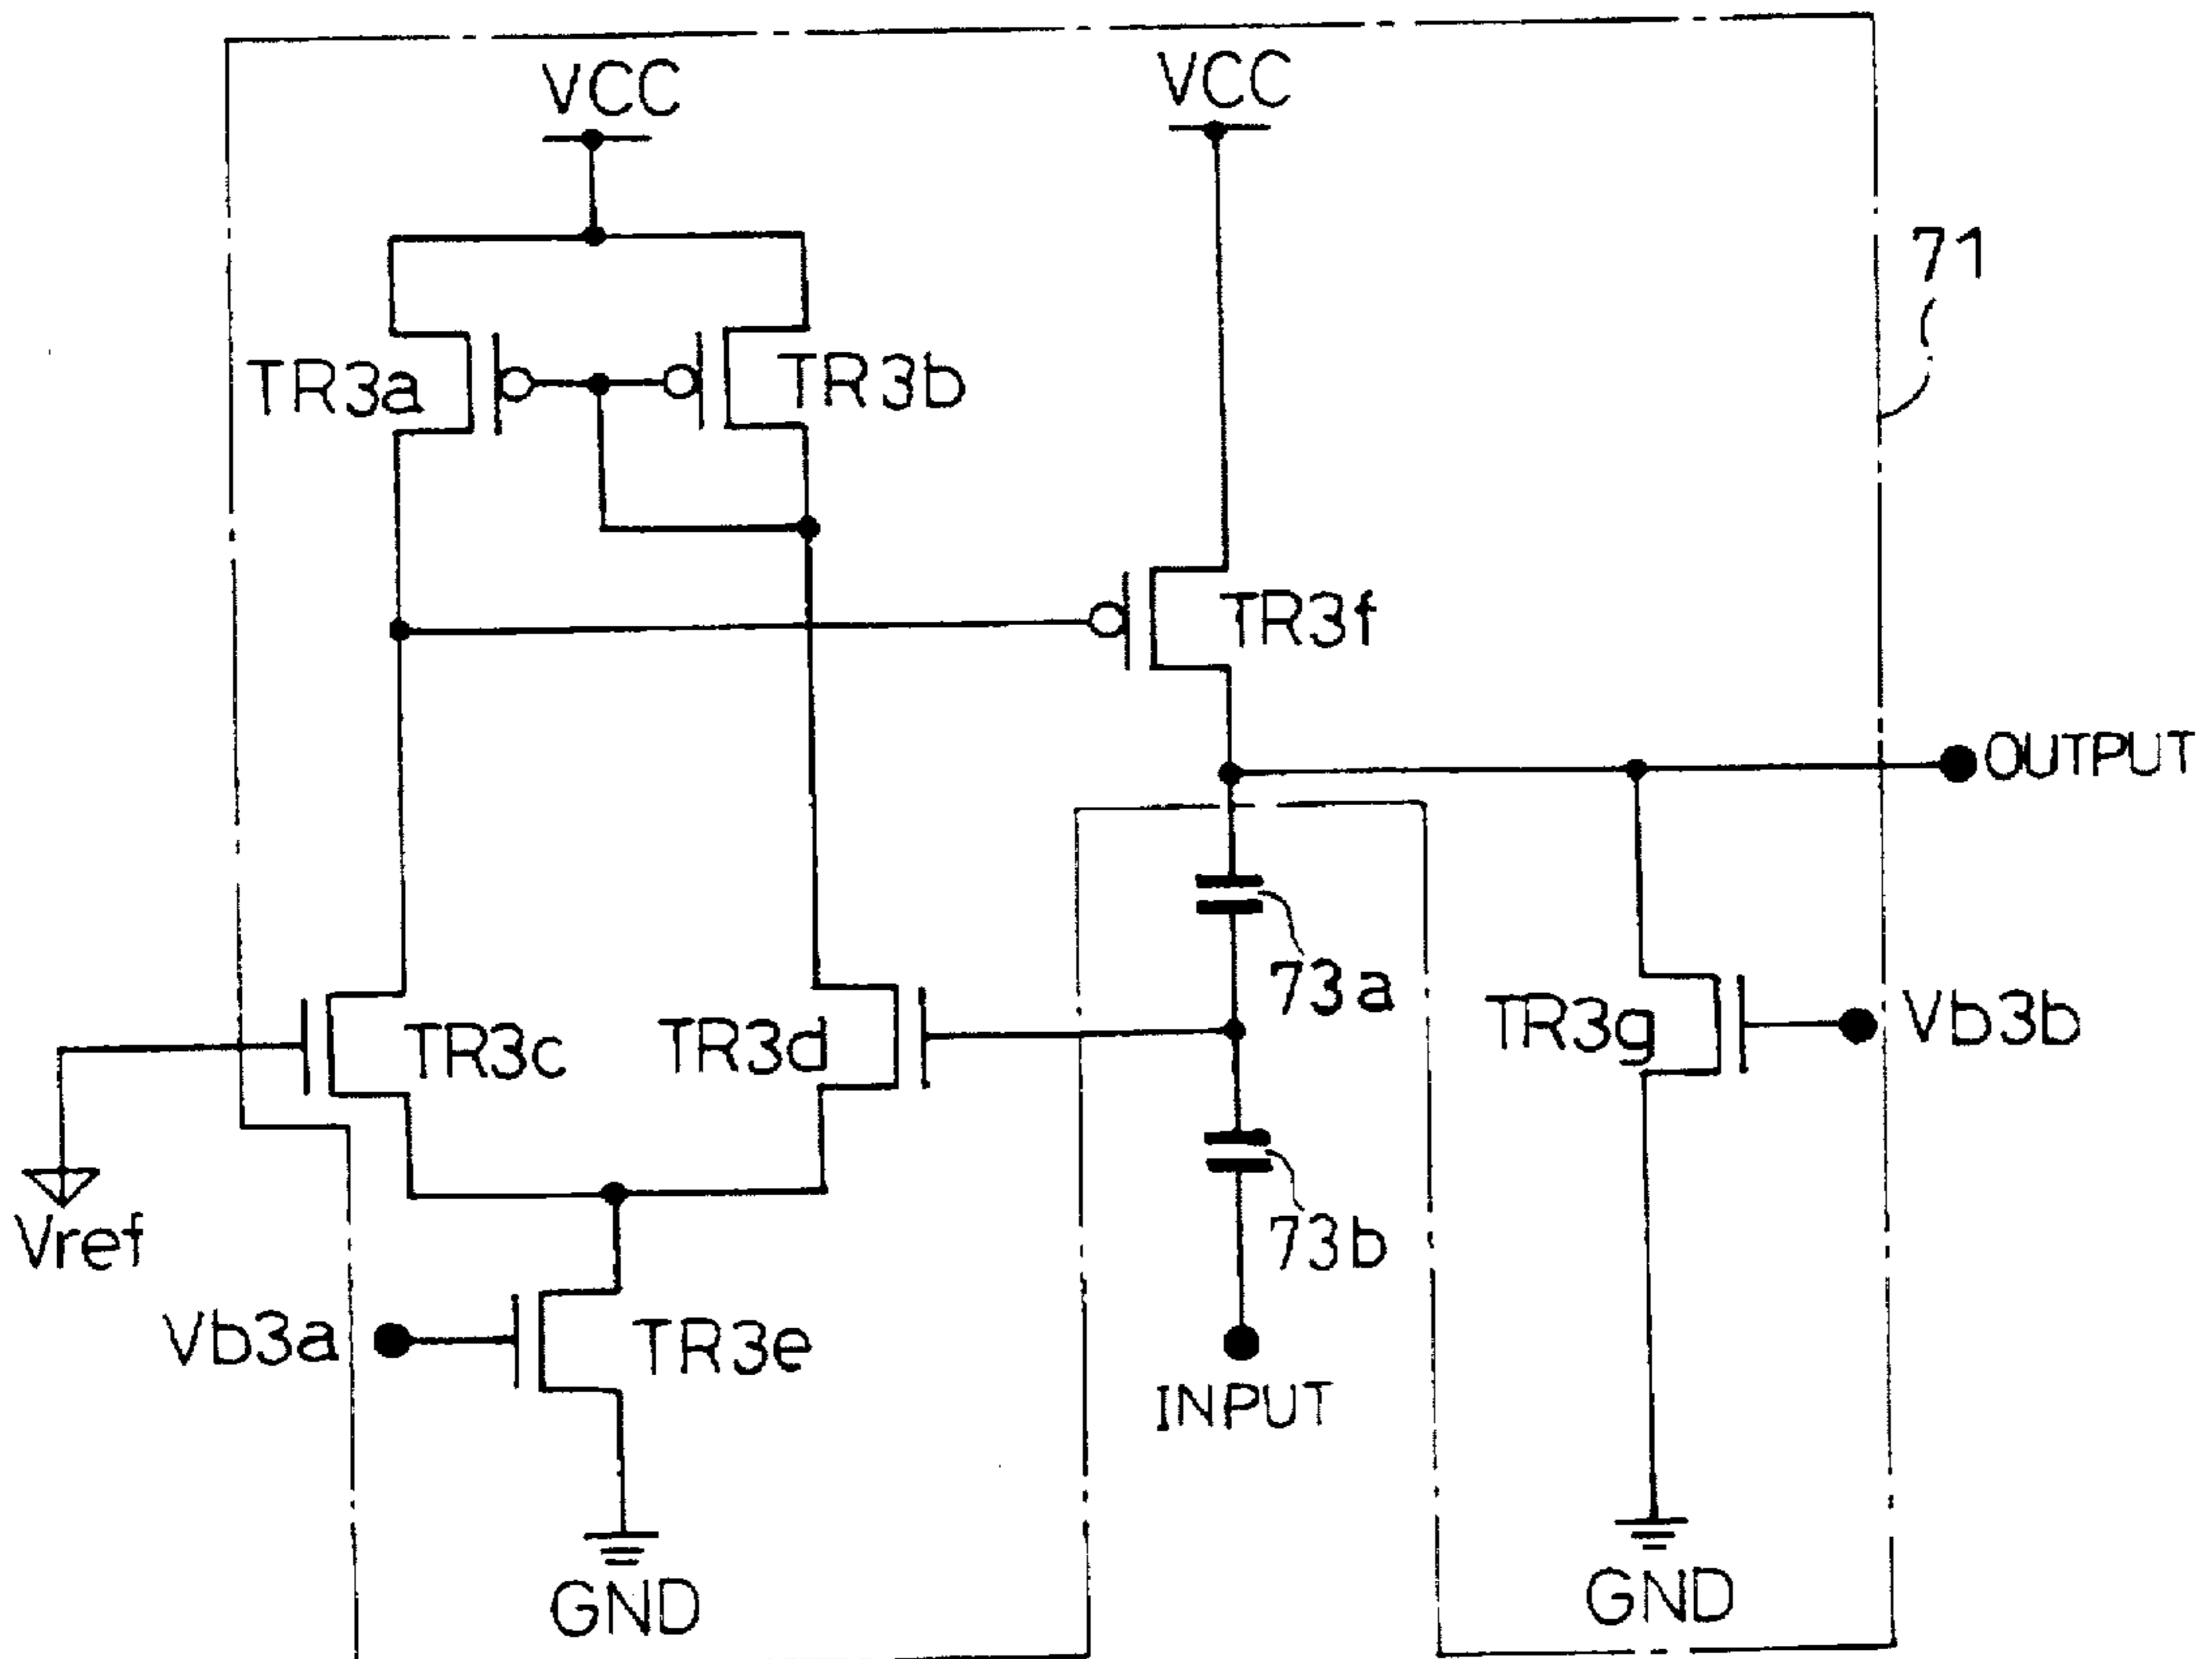 VCC
VCC
71
TR3a
TR3b
TR3f
OUTPUT
73a
TR3c
TR3d
TR3g
Vb3b
Vref
73b
Vb3a
TR3e
INPUT
GND
GND